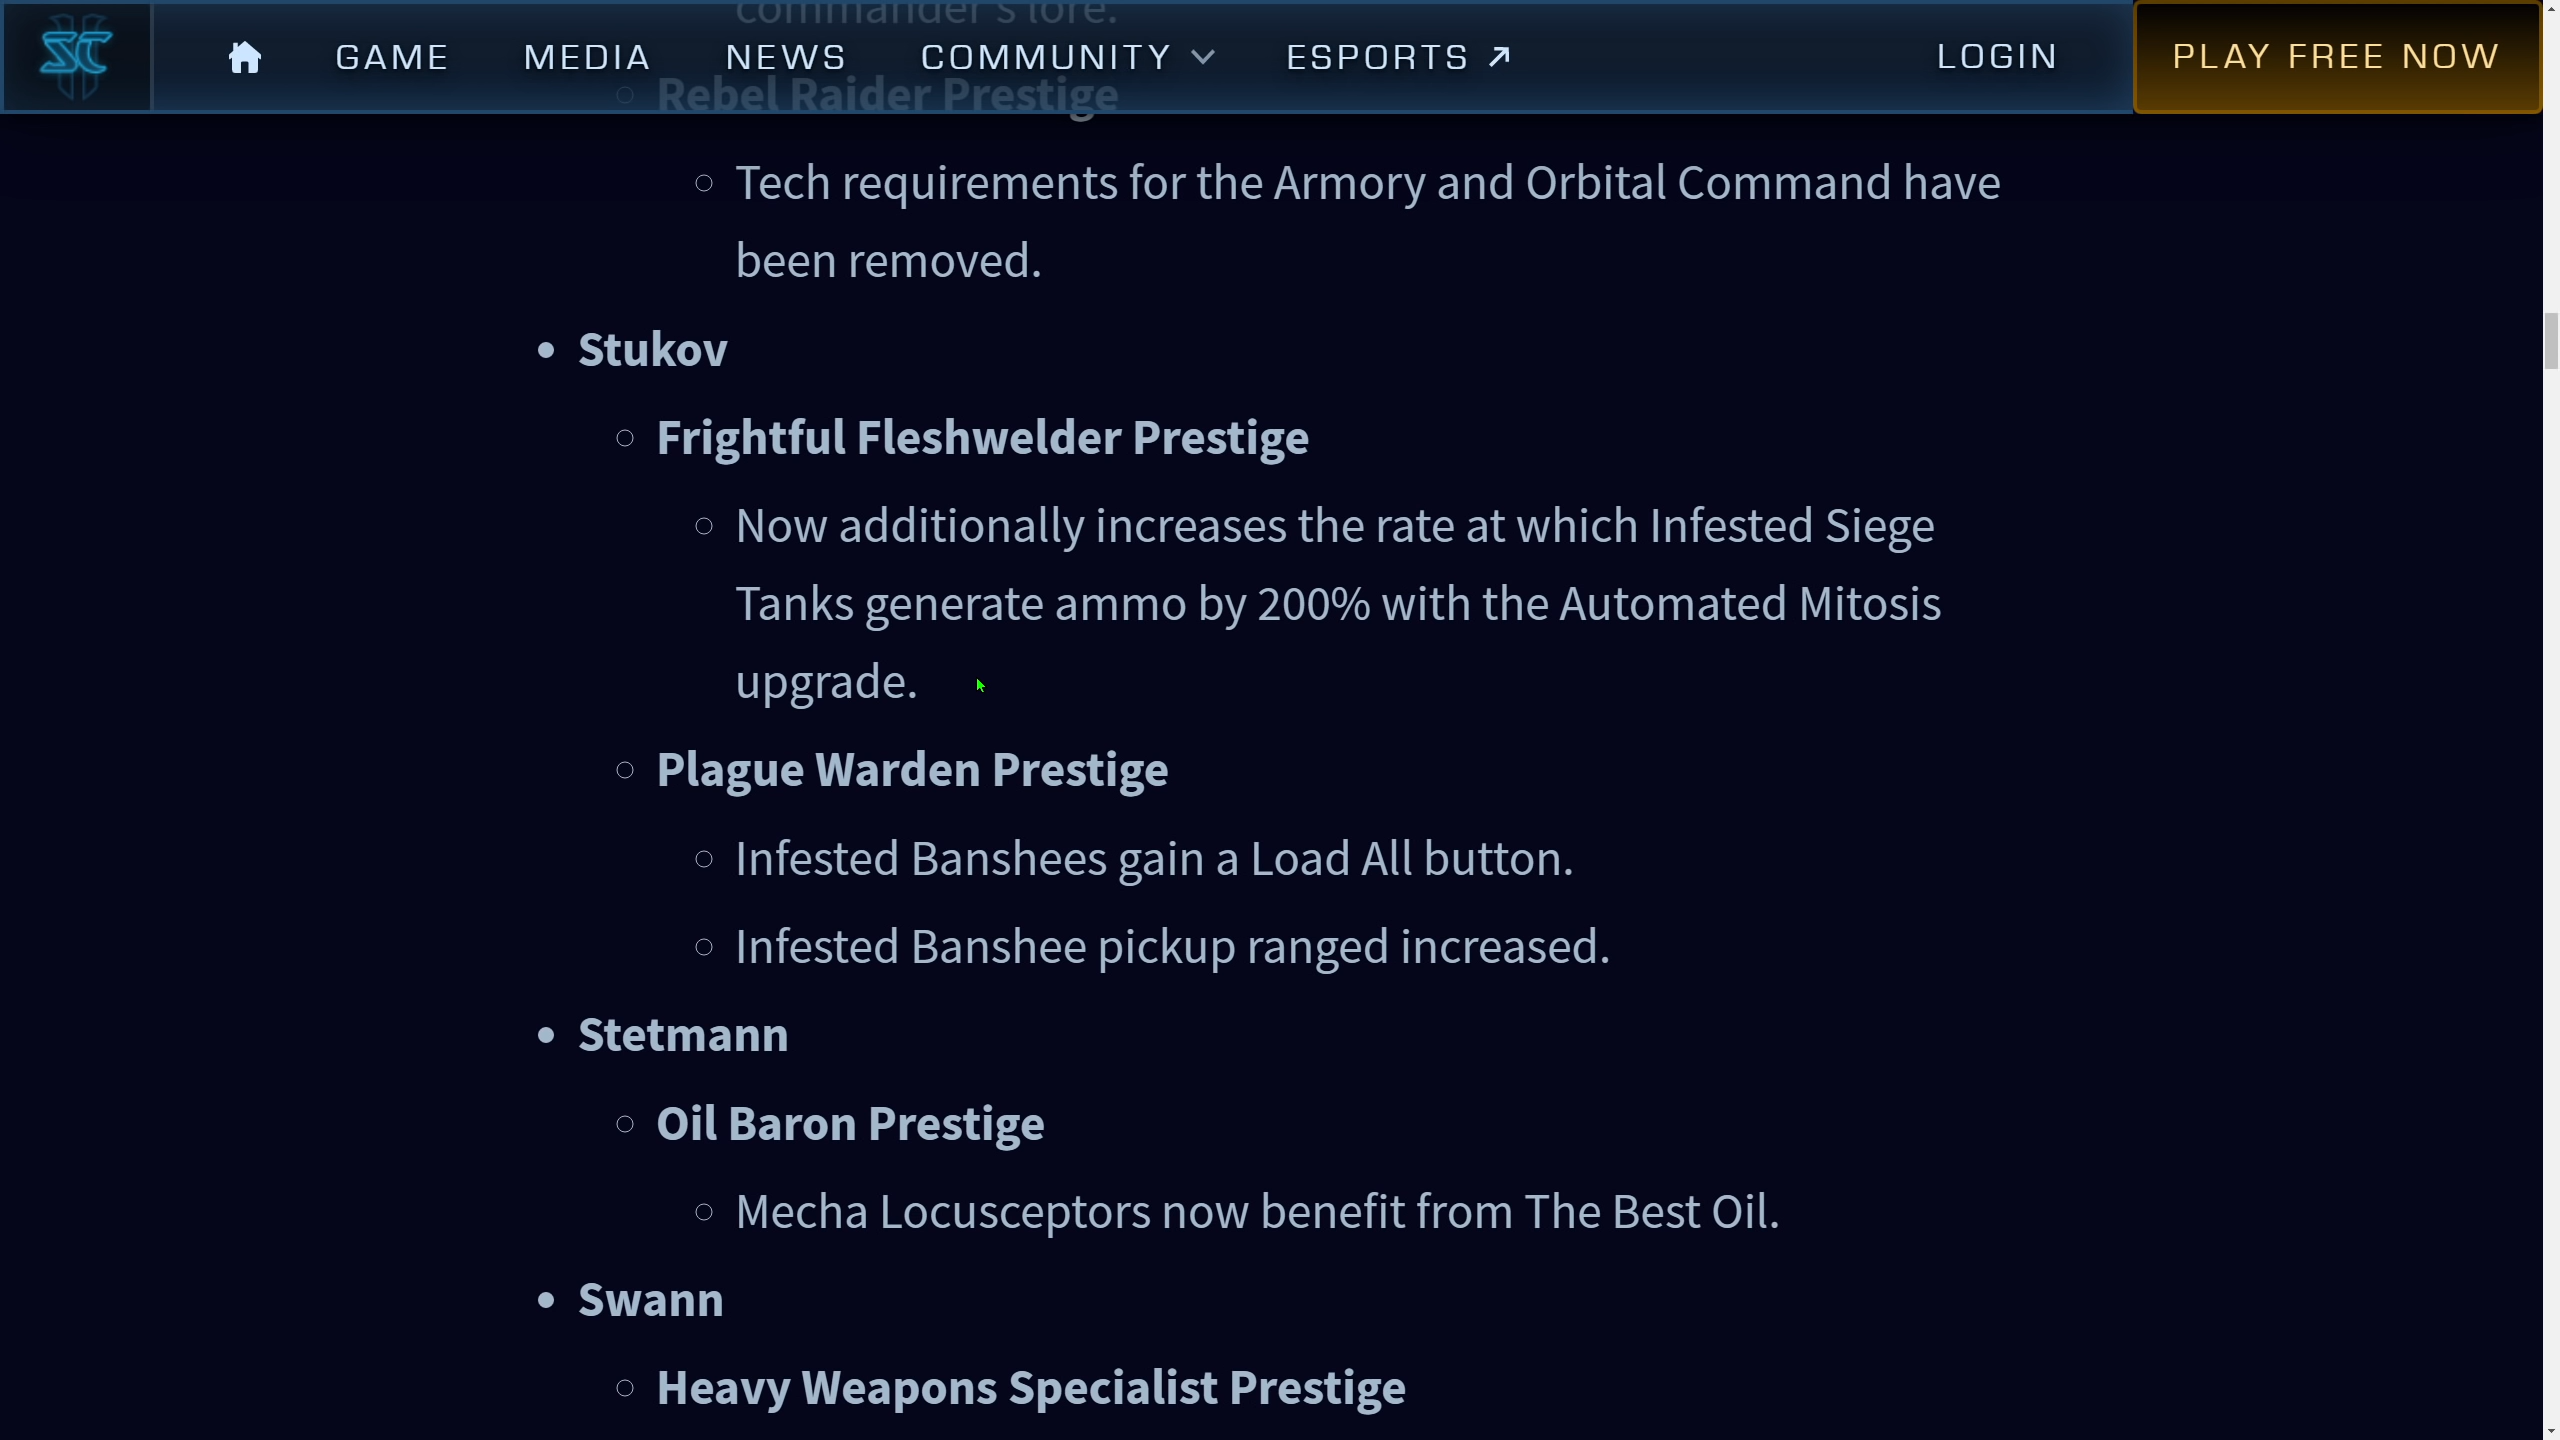 commander's lore.
SC
GAME
MEDIA
NEWS
COMMUNITY
ESPORTS
LOGIN
PLAY FREE NOW
Rebel Raider Prestige
Tech requirements for the Armory and Orbital Command have
been removed.
Stukov
Frightful Fleshwelder Prestige
Now additionally increases the rate at which Infested Siege
Tanks generate ammo by 200% with the Automated Mitosis
upgrade.
Plague Warden Prestige
Infested Banshees gain a Load All button.
Infested Banshee pickup ranged increased.
Stetmann
Oil Baron Prestige
Mecha Locusceptors now benefit from The Best Oil.
Swann
Heavy Weapons Specialist Prestige